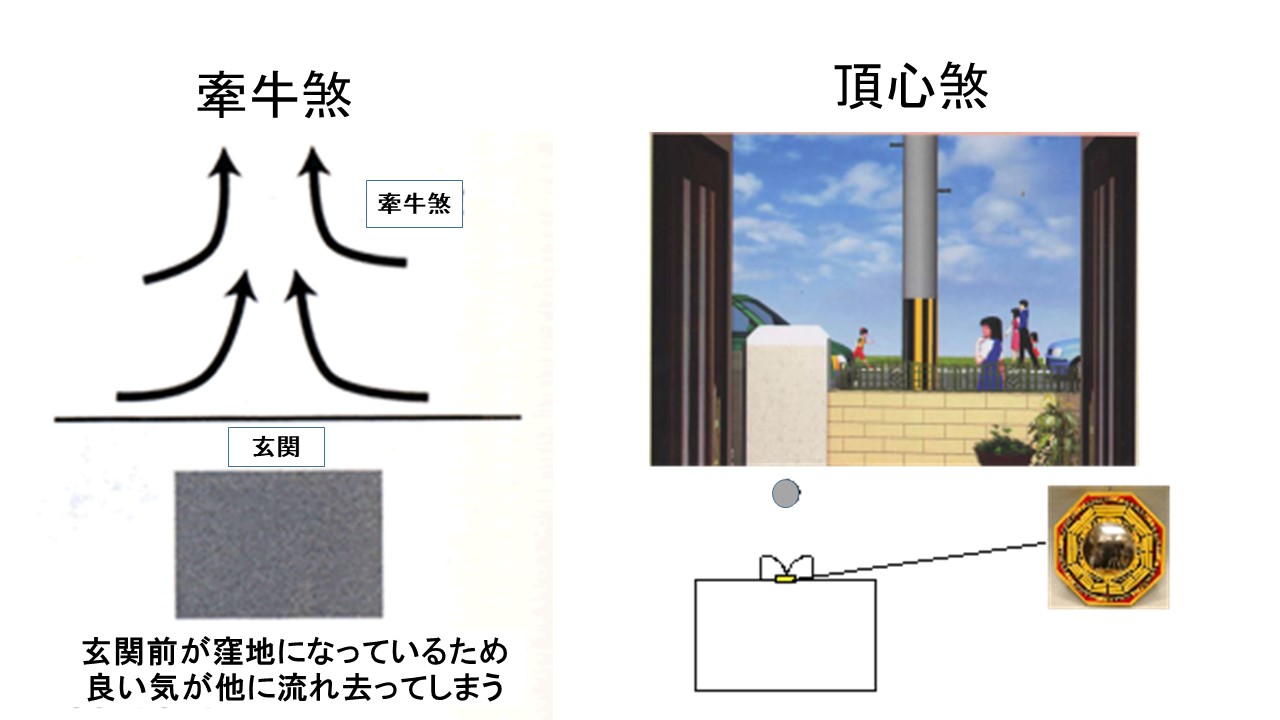 牽牛煞
牽牛煞
玄関
玄関前が窪地になっているため
良い気が他に流れ去ってしまう
頂心煞